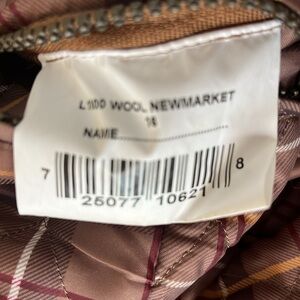 L100 WOOL NEWMARKET
16
NAME..............................
7 25077 10621 8